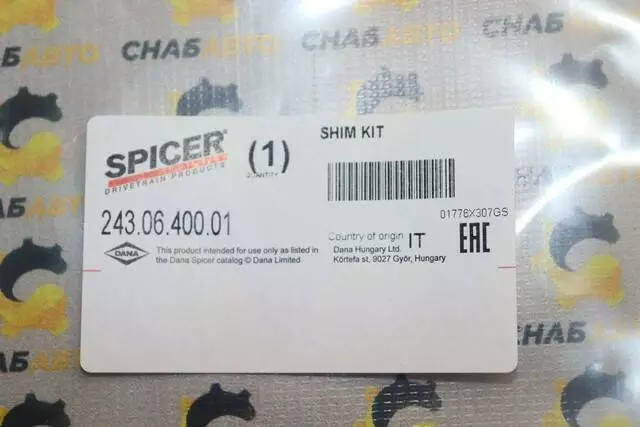 СНАБАВТО
СНАБАВТО
SPICER®
DRIVETRAIN PRODUCTS
(1)
QUANTITY
SHIM KIT
01776X307GS
243.06.400.01
DANA
This product intended for use only as listed in
the Dana Spicer catalog © Dana Limited
Country of origin IT
Dana Hungary Ltd.
Körtefa st, 9027 Győr, Hungary
EAC
СНАБ
СНАБАВТО
СНАБАВТО